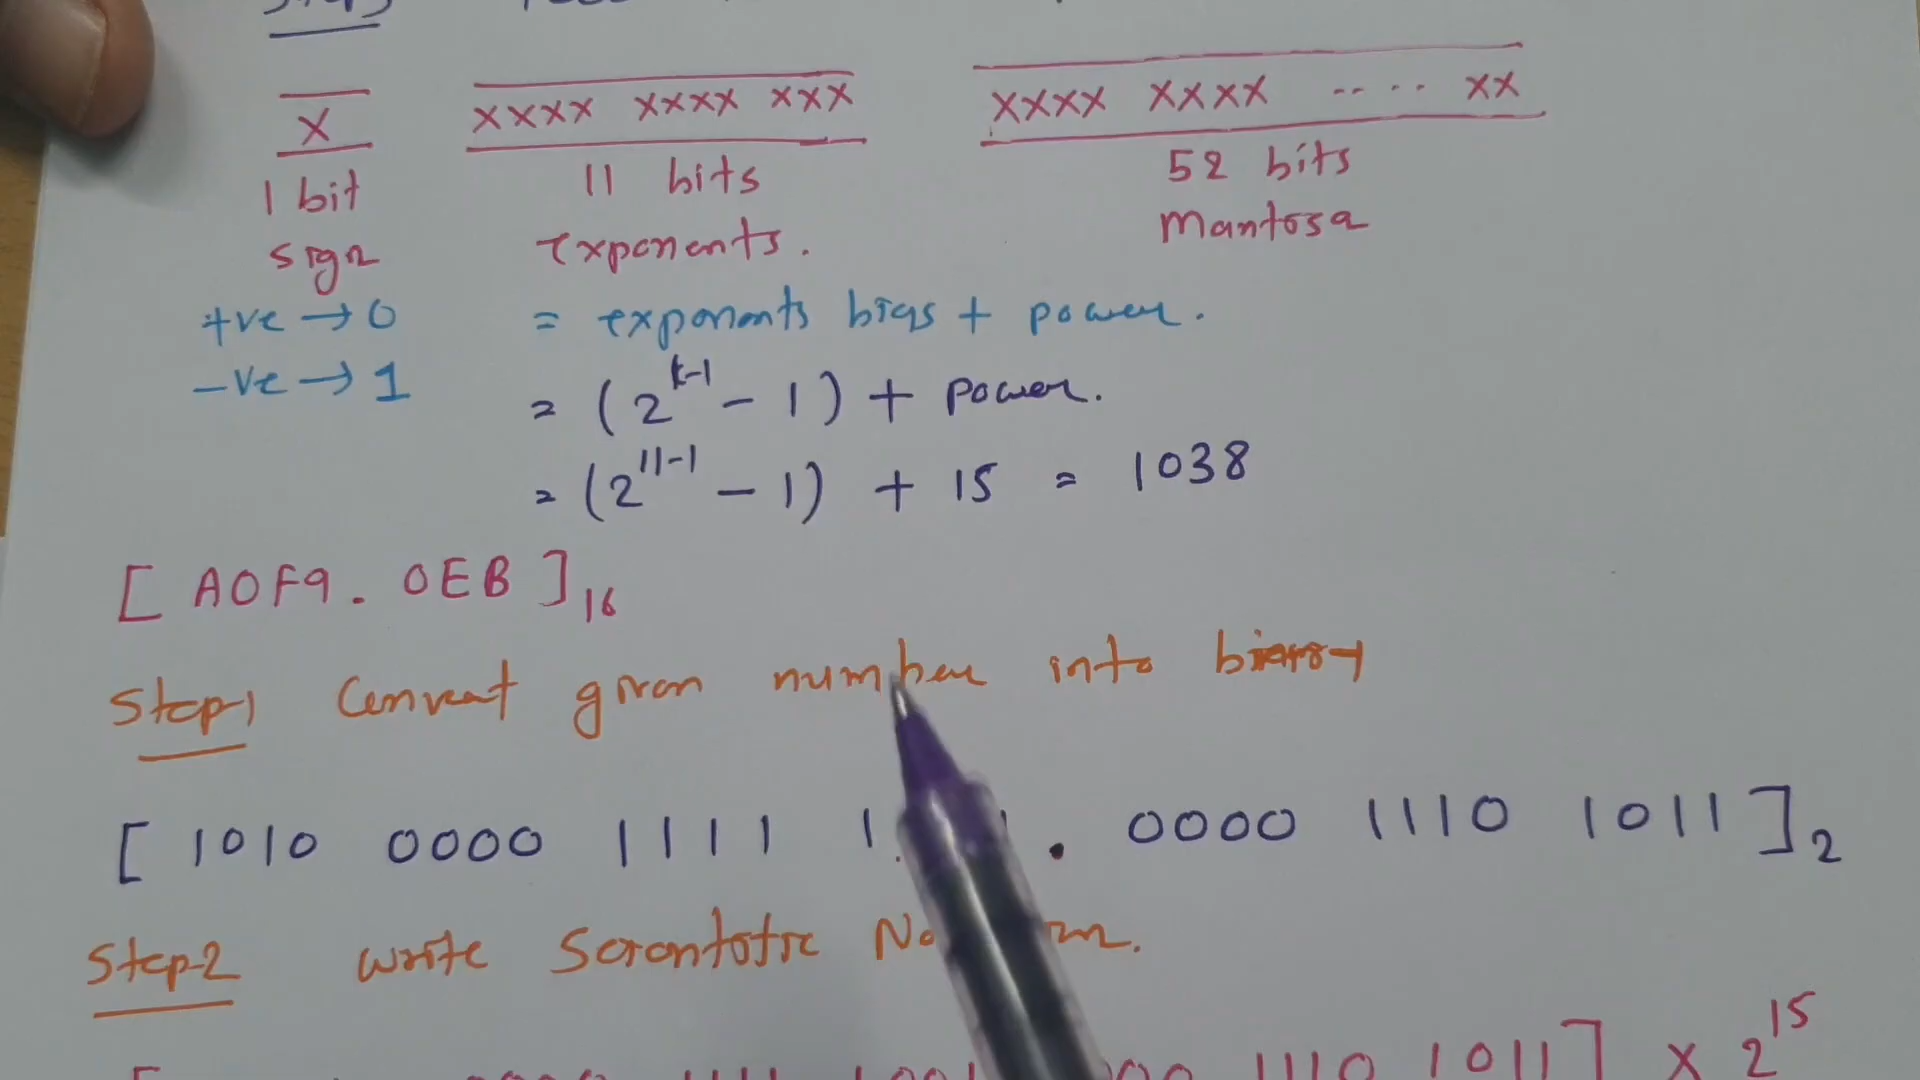 X XXXX XXXX XXX XXXX XXXX ..... XX
1 bit 11 bits 52 bits
sign exponents. Mantosa
+ve → 0 = exponents bias + power.
-ve → 1 = (2^k-1 - 1) + power.
= (2^11-1 - 1) + 15 = 1038
[ A0F9. 0EB ]16
Step-1 Convert given number into binary
[ 1010 0000 1111 1 . 0000 1110 1011 ]2
Step-2 write Scientific
1110 1011 ] X 2^15